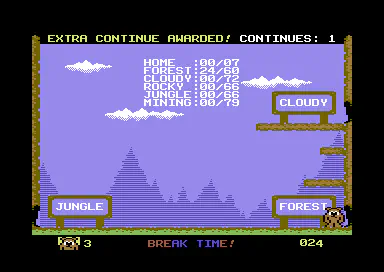 EXTRA CONTINUE AWARDED! CONTINUES: 1
HOME :00/07
FOREST:24/60
CLOUDY:00/72
ROCKY :00/66
JUNGLE:00/66
MINING:00/79
CLOUDY
JUNGLE
FOREST
3 BREAK TIME! 024